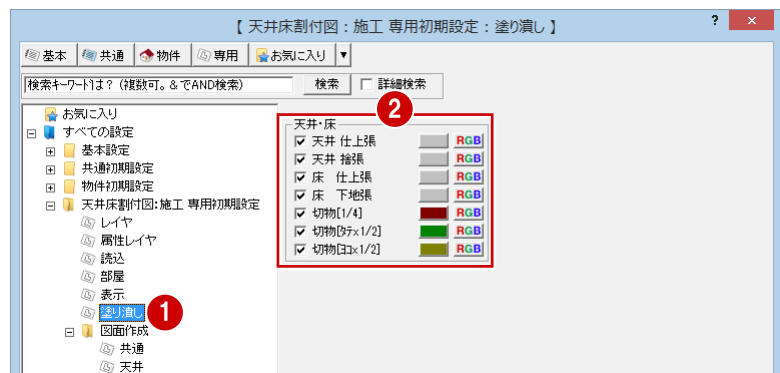 【 天井床割付図：施工 専用初期設定：塗り潰し 】 ? ×
基本 共通 物件 専用 お気に入り ▼
検索キーワードは？（複数可。& でAND検索） 検索 詳細検索
お気に入り
すべての設定
基本設定
共通初期設定
物件初期設定
天井床割付図:施工 専用初期設定
レイヤ
属性レイヤ
読込
部屋
表示
塗り潰し 1
図面作成
共通
天井
2
天井・床
天井 仕上張 RGB
天井 捨張 RGB
床 仕上張 RGB
床 下地張 RGB
切物[1/4] RGB
切物[タテ×1/2] RGB
切物[ヨコ×1/2] RGB